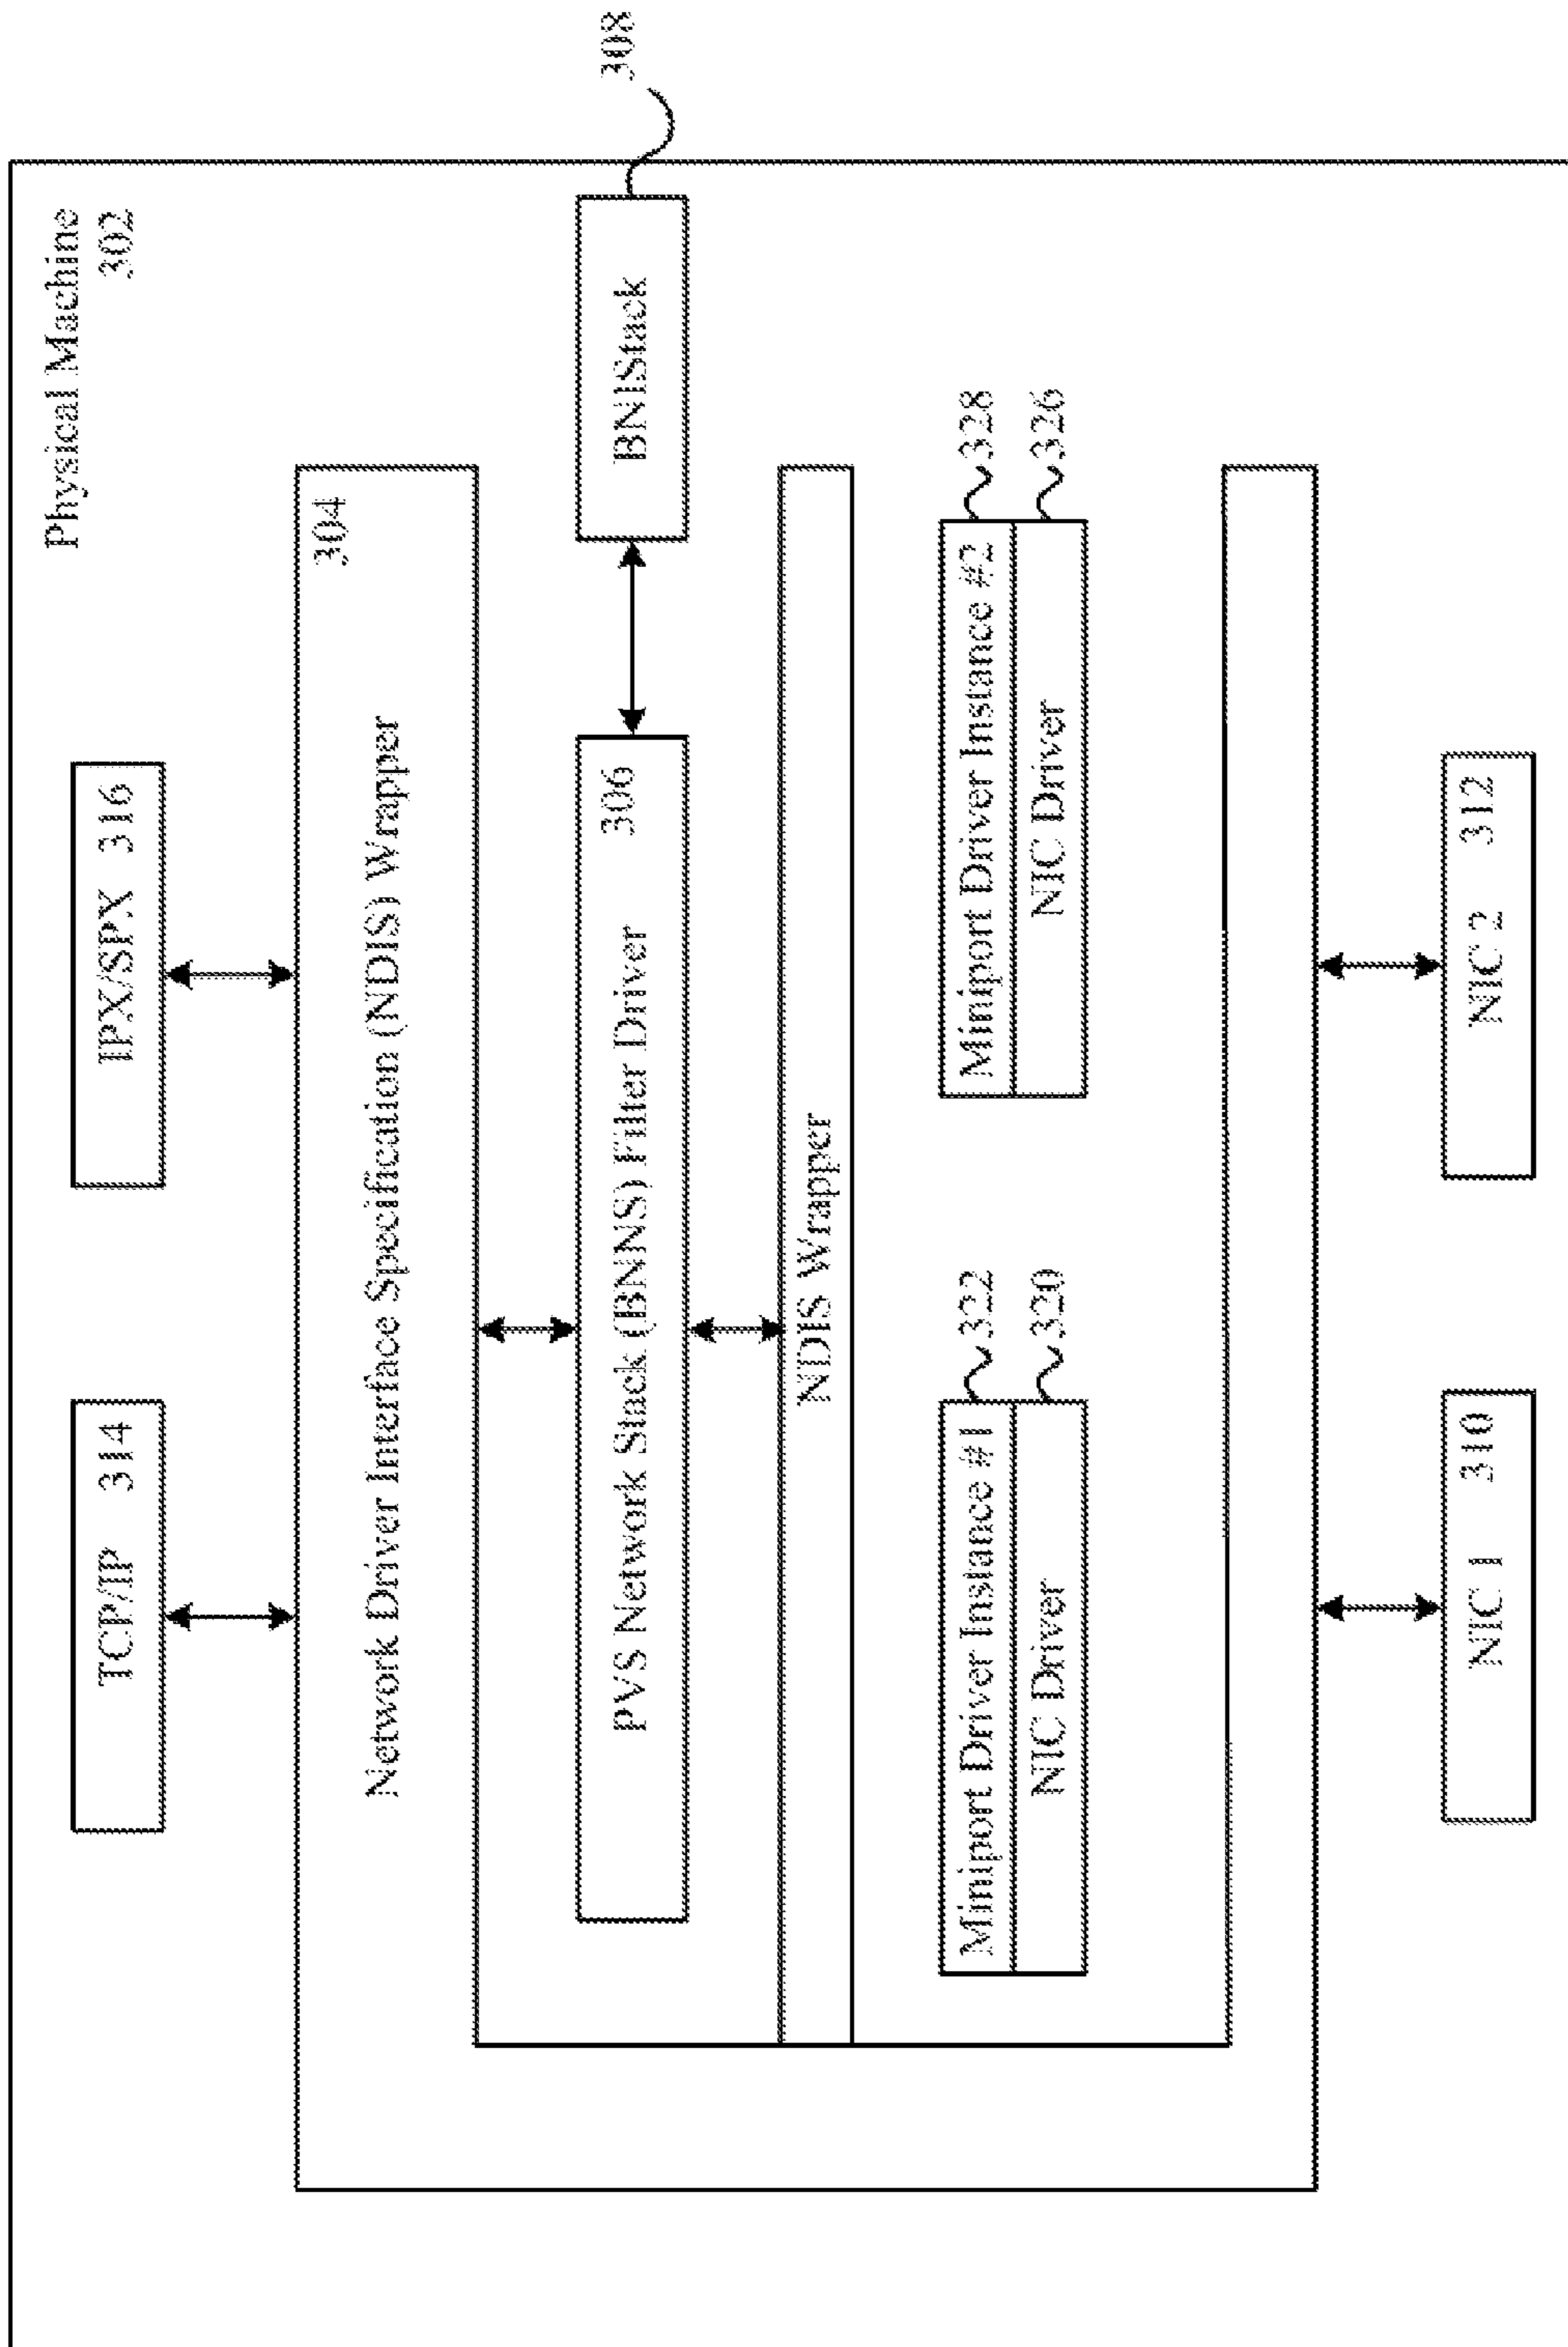 Physical Machine
302
TCP/IP 314
IPX/SPX 316
304
Network Driver Interface Specification (NDIS) Wrapper
PVS Network Stack (BNNS) Filter Driver 306
BNIStack
308
NDIS Wrapper
Miniport Driver Instance #1
322
NIC Driver
320
Miniport Driver Instance #2
328
NIC Driver
326
NIC 1 310
NIC 2 312